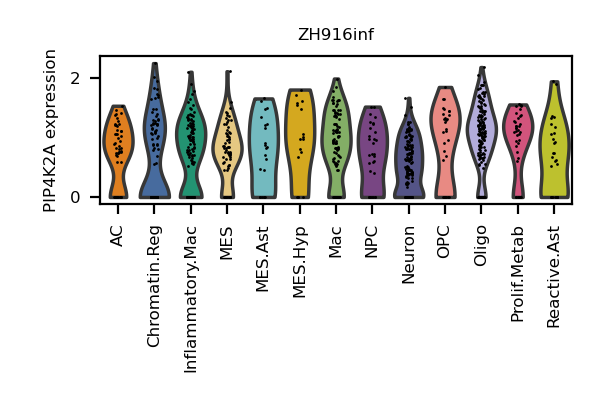 ZH916inf
PIP4K2A expression
2
0
AC
Chromatin.Reg
Inflammatory.Mac
MES
MES.Ast
MES.Hyp
Mac
NPC
Neuron
OPC
Oligo
Prolif.Metab
Reactive.Ast